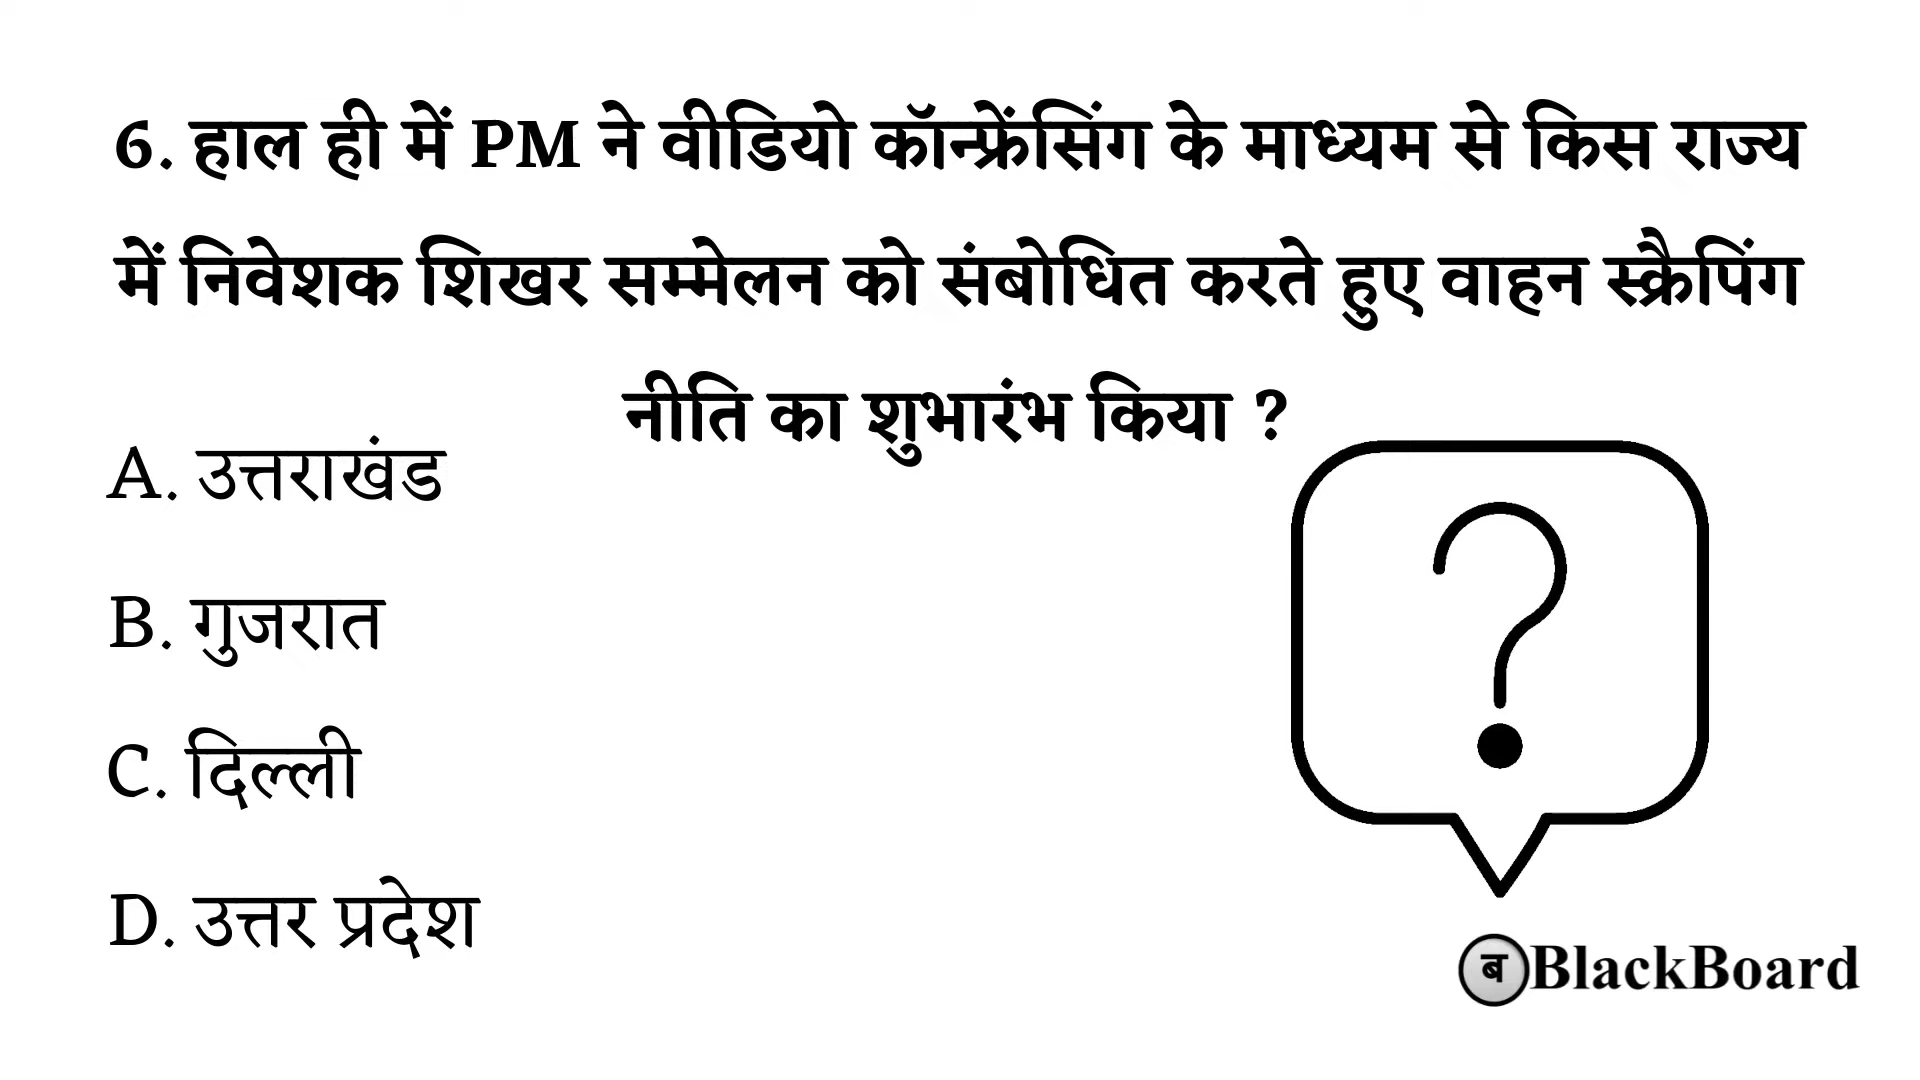 6. हाल ही में PM ने वीडियो कॉन्फ्रेंसिंग के माध्यम से किस राज्य
में निवेशक शिखर सम्मेलन को संबोधित करते हुए वाहन स्क्रैपिंग
नीति का शुभारंभ किया ?
A. उत्तराखंड
B. गुजरात
C. दिल्ली
D. उत्तर प्रदेश
?
ब BlackBoard